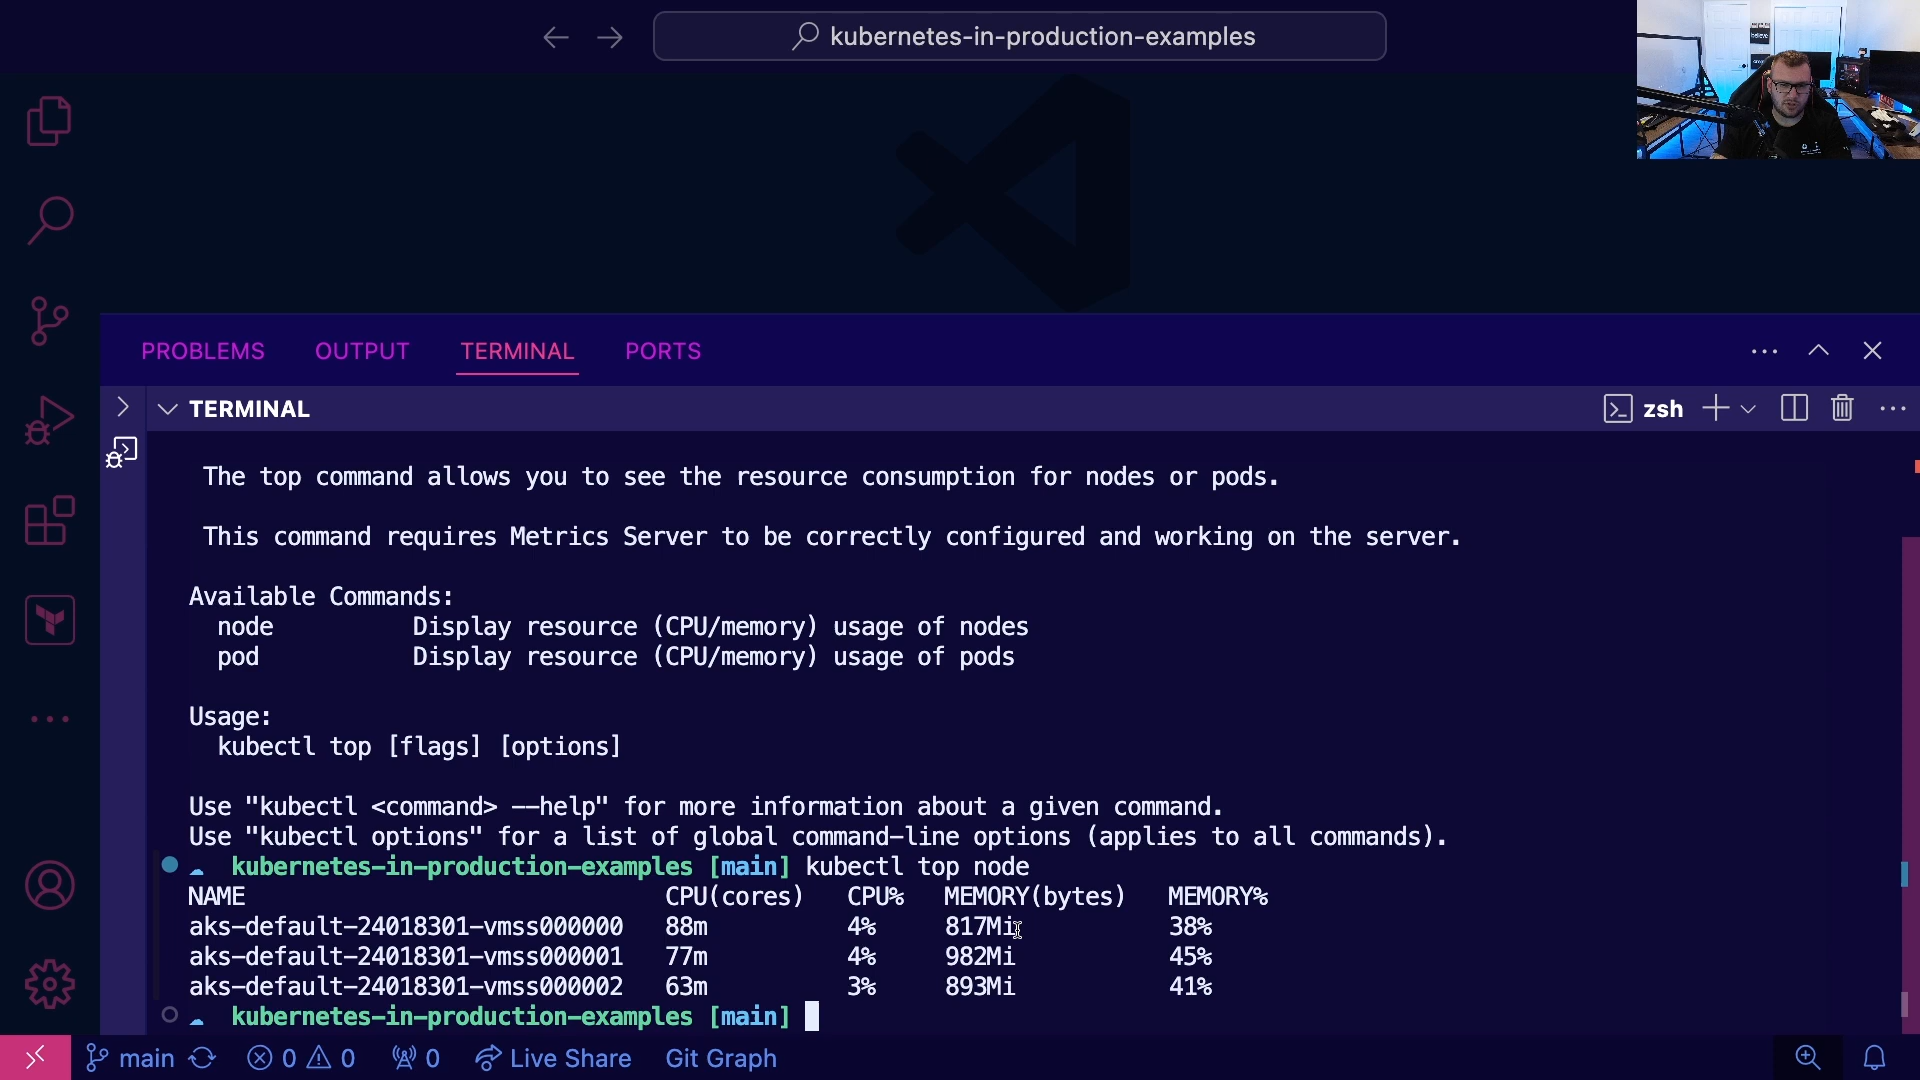 kubernetes-in-production-examples
PROBLEMS OUTPUT TERMINAL PORTS
TERMINAL
zsh
The top command allows you to see the resource consumption for nodes or pods.
This command requires Metrics Server to be correctly configured and working on the server.
Available Commands:
node Display resource (CPU/memory) usage of nodes
pod Display resource (CPU/memory) usage of pods
Usage:
kubectl top [flags] [options]
Use "kubectl <command> --help" for more information about a given command.
Use "kubectl options" for a list of global command-line options (applies to all commands).
kubernetes-in-production-examples [main] kubectl top node
NAME CPU(cores) CPU% MEMORY(bytes) MEMORY%
aks-default-24018301-vmss000000 88m 4% 817Mi 38%
aks-default-24018301-vmss000001 77m 4% 982Mi 45%
aks-default-24018301-vmss000002 63m 3% 893Mi 41%
kubernetes-in-production-examples [main]
main 0 0 0 Live Share Git Graph